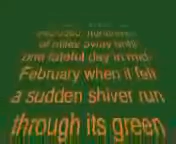 of miles away until
one fateful day in mid-
February when it felt
a sudden shiver run
through its green